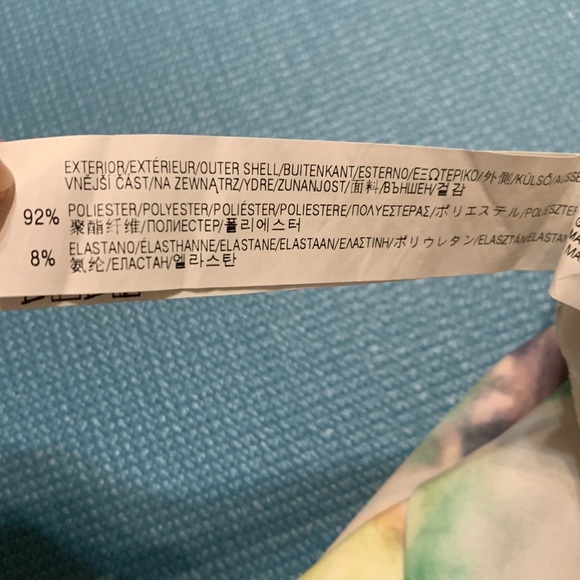 EXTERIOR/EXTÉRIEUR/OUTER SHELL/BUITENKANT/ESTERNO/ΕΞΩΤΕΡΙΚΟ/外側/KÜLSŐ/AUSSE
VNĚJŠÍ ČÁST/NA ZEWNĄTRZ/YDRE/ZUNANJOST/面料/ВЪНШЕН/겉감
92% POLIESTER/POLYESTER/POLIÉSTER/POLIESTERE/ΠΟΛΥΕΣΤΕΡΑΣ/ポリエステル/POLIÉSZTER
聚酯纤维/ПОЛИЕСТЕР/폴리에스터
8% ELASTANO/ÉLASTHANNE/ELASTANE/ELASTAAN/ΕΛΑΣΤΙΝΗ/ポリウレタン/ELASZTÁN/ELASTAN
氨纶/ЕЛАСТАН/엘라스탄
MA
MA